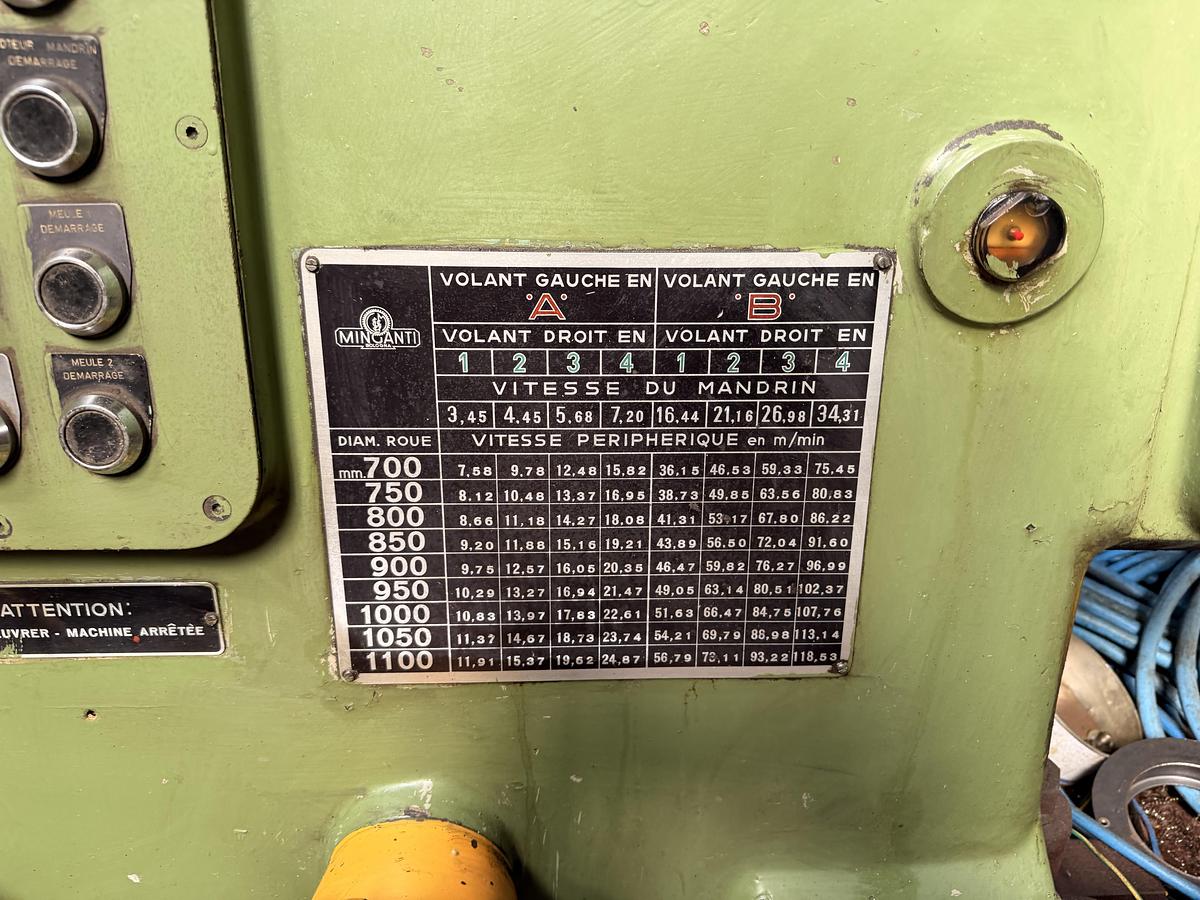 MANDRIN
DEMARRAGE
MEULE 1
DEMARRAGE
MEULE 2
DEMARRAGE
ATTENTION:
MACHINE ARRÊTÉE
MINGANTI
BOLOGNA
VOLANT GAUCHE EN VOLANT GAUCHE EN
"A" "B"
VOLANT DROIT EN VOLANT DROIT EN
1 2 3 4 1 2 3 4
VITESSE DU MANDRIN
3,45 4.45 5,68 7,20 16,44 21,16 26,98 34,31
DIAM. ROUE VITESSE PERIPHERIQUE en m/min
mm.700 7,58 9,78 12,48 15,82 36,15 46,53 59,33 75,45
750 8.12 10,48 13,37 16,95 38,73 49,85 63,56 80,83
800 8,66 11,18 14,27 18,08 41,31 53,17 67.80 86,22
850 9,20 11,88 15,16 19,21 43,89 56.50 72,04 91,60
900 9,75 12,57 16,05 20,35 46,47 59,82 76,27 96,99
950 10,29 13,27 16,94 21,47 49,05 63,14 80,51 102,37
1000 10,83 13,97 17,83 22,61 51,63 66,47 84,75 107,76
1050 11,37 14,67 18,73 23,74 54,21 69,79 88,98 113,14
1100 11,91 15,37 19,62 24,87 56,79 73,11 93,22 118,53